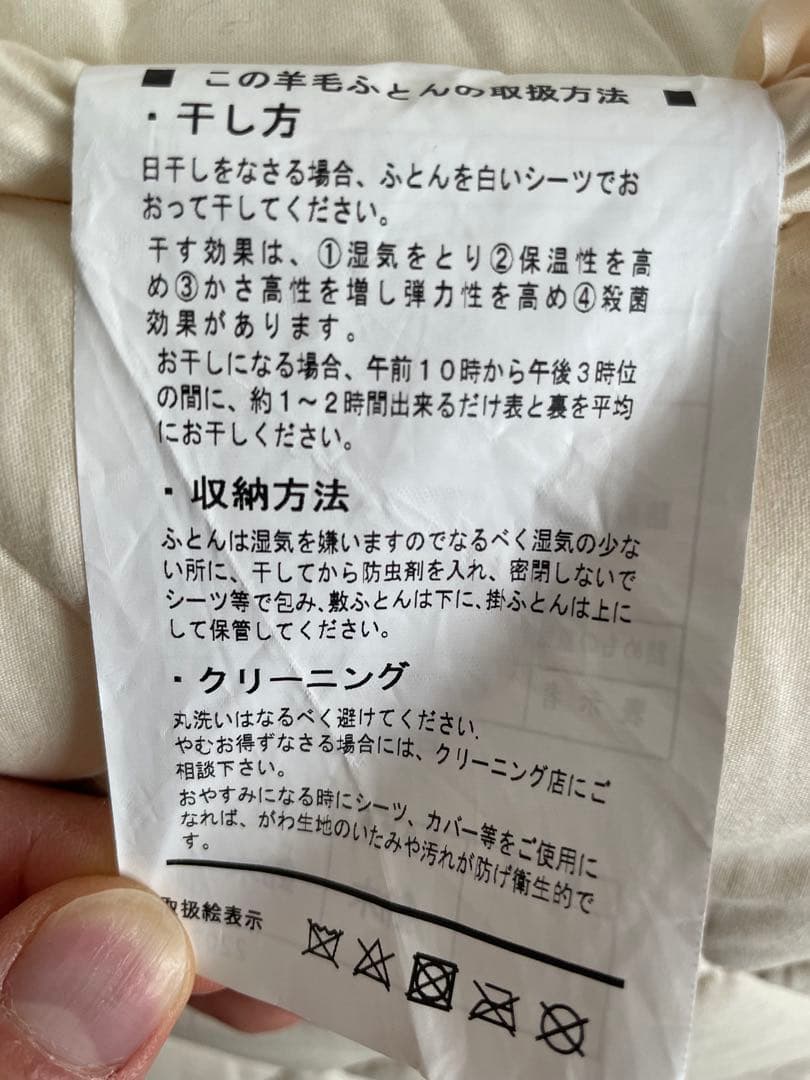 ■ この羊毛ふとんの取扱方法 ■
・干し方
日干しをなさる場合、ふとんを白いシーツでお
おって干してください。
干す効果は、①湿気をとり②保温性を高
め③かさ高性を増し弾力性を高め④殺菌
効果があります。
お干しになる場合、午前１０時から午後３時位
の間に、約１～２時間出来るだけ表と裏を平均
にお干しください。
・収納方法
ふとんは湿気を嫌いますのでなるべく湿気の少な
い所に、干してから防虫剤を入れ、密閉しないで
シーツ等で包み、敷ふとんは下に、掛ふとんは上に
して保管してください。
・クリーニング
丸洗いはなるべく避けてください.
やむお得ずなさる場合には、クリーニング店にご
相談下さい。
おやすみになる時にシーツ、カバー等をご使用に
なれば、がわ生地のいたみや汚れが防げ衛生的で
す。
取扱絵表示